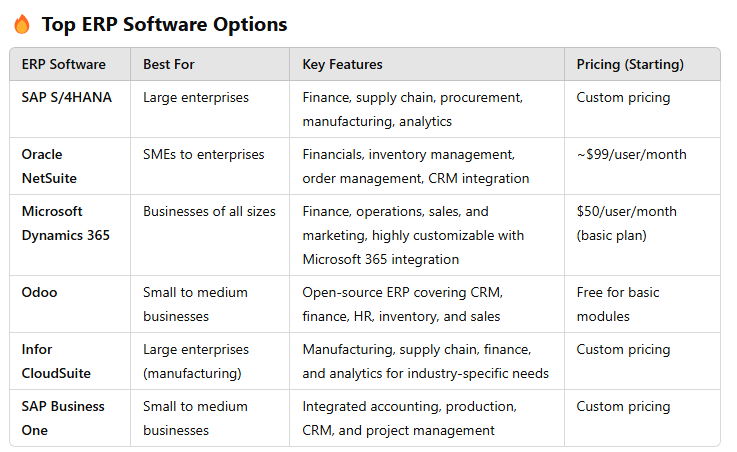 🔥 Top ERP Software Options
ERP Software Best For Key Features Pricing (Starting)
SAP S/4HANA Large enterprises Finance, supply chain, procurement, Custom pricing
manufacturing, analytics
Oracle SMEs to enterprises Financials, inventory management, ~$99/user/month
NetSuite order management, CRM integration
Microsoft Businesses of all sizes Finance, operations, sales, and $50/user/month
Dynamics 365 marketing, highly customizable with (basic plan)
Microsoft 365 integration
Odoo Small to medium Open-source ERP covering CRM, Free for basic
businesses finance, HR, inventory, and sales modules
Infor Large enterprises Manufacturing, supply chain, finance, Custom pricing
CloudSuite (manufacturing) and analytics for industry-specific needs
SAP Business Small to medium Integrated accounting, production, Custom pricing
One businesses CRM, and project management